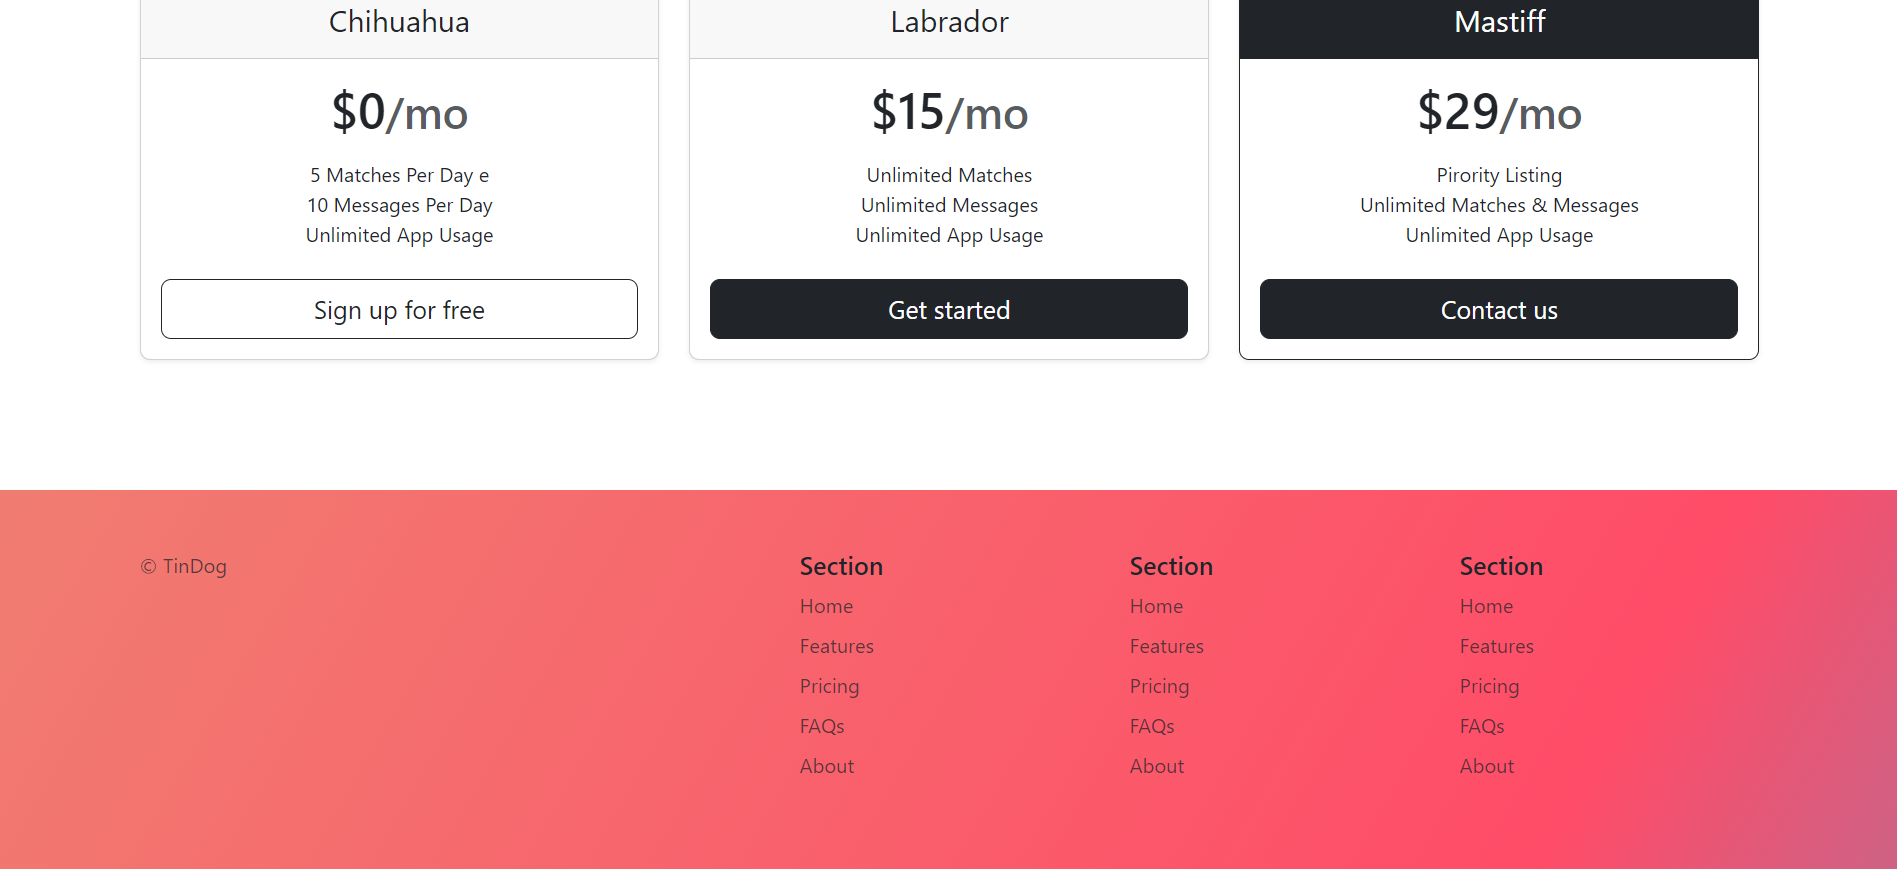 Chihuahua
$0/mo
5 Matches Per Day e
10 Messages Per Day
Unlimited App Usage
Sign up for free
Labrador
$15/mo
Unlimited Matches
Unlimited Messages
Unlimited App Usage
Get started
Mastiff
$29/mo
Pirority Listing
Unlimited Matches & Messages
Unlimited App Usage
Contact us
© TinDog
Section
Home
Features
Pricing
FAQs
About
Section
Home
Features
Pricing
FAQs
About
Section
Home
Features
Pricing
FAQs
About